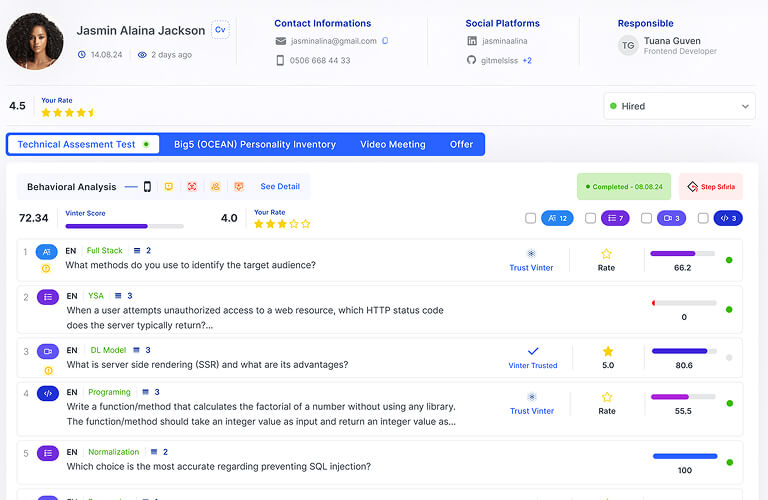 Jasmin Alaina Jackson
Cv
14.08.24
2 days ago
Contact Informations
jasminalina@gmail.com
0506 668 44 33
Social Platforms
jasminaalina
gitmelsiss +2
Responsible
TG
Tuana Guven
Frontend Developer
4.5
Your Rate
Hired
Technical Assesment Test
Big5 (OCEAN) Personality Inventory
Video Meeting
Offer
Behavioral Analysis
See Detail
Completed - 08.08.24
Step Sıfırla
72.34
Vinter Score
4.0
Your Rate
12
7
3
3
1
EN Full Stack 2
What methods do you use to identify the target audience?
Trust Vinter
Rate
66.2
2
EN YSA 3
When a user attempts unauthorized access to a web resource, which HTTP status code
does the server typically return?...
0
3
EN DL Model 3
What is server side rendering (SSR) and what are its advantages?
Vinter Trusted
5.0
80.6
4
EN Programing 3
Write a function/method that calculates the factorial of a number without using any library.
The function/method should take an integer value as input and return an integer value as...
Trust Vinter
Rate
55.5
5
EN Normalization 2
Which choice is the most accurate regarding preventing SQL injection?
100